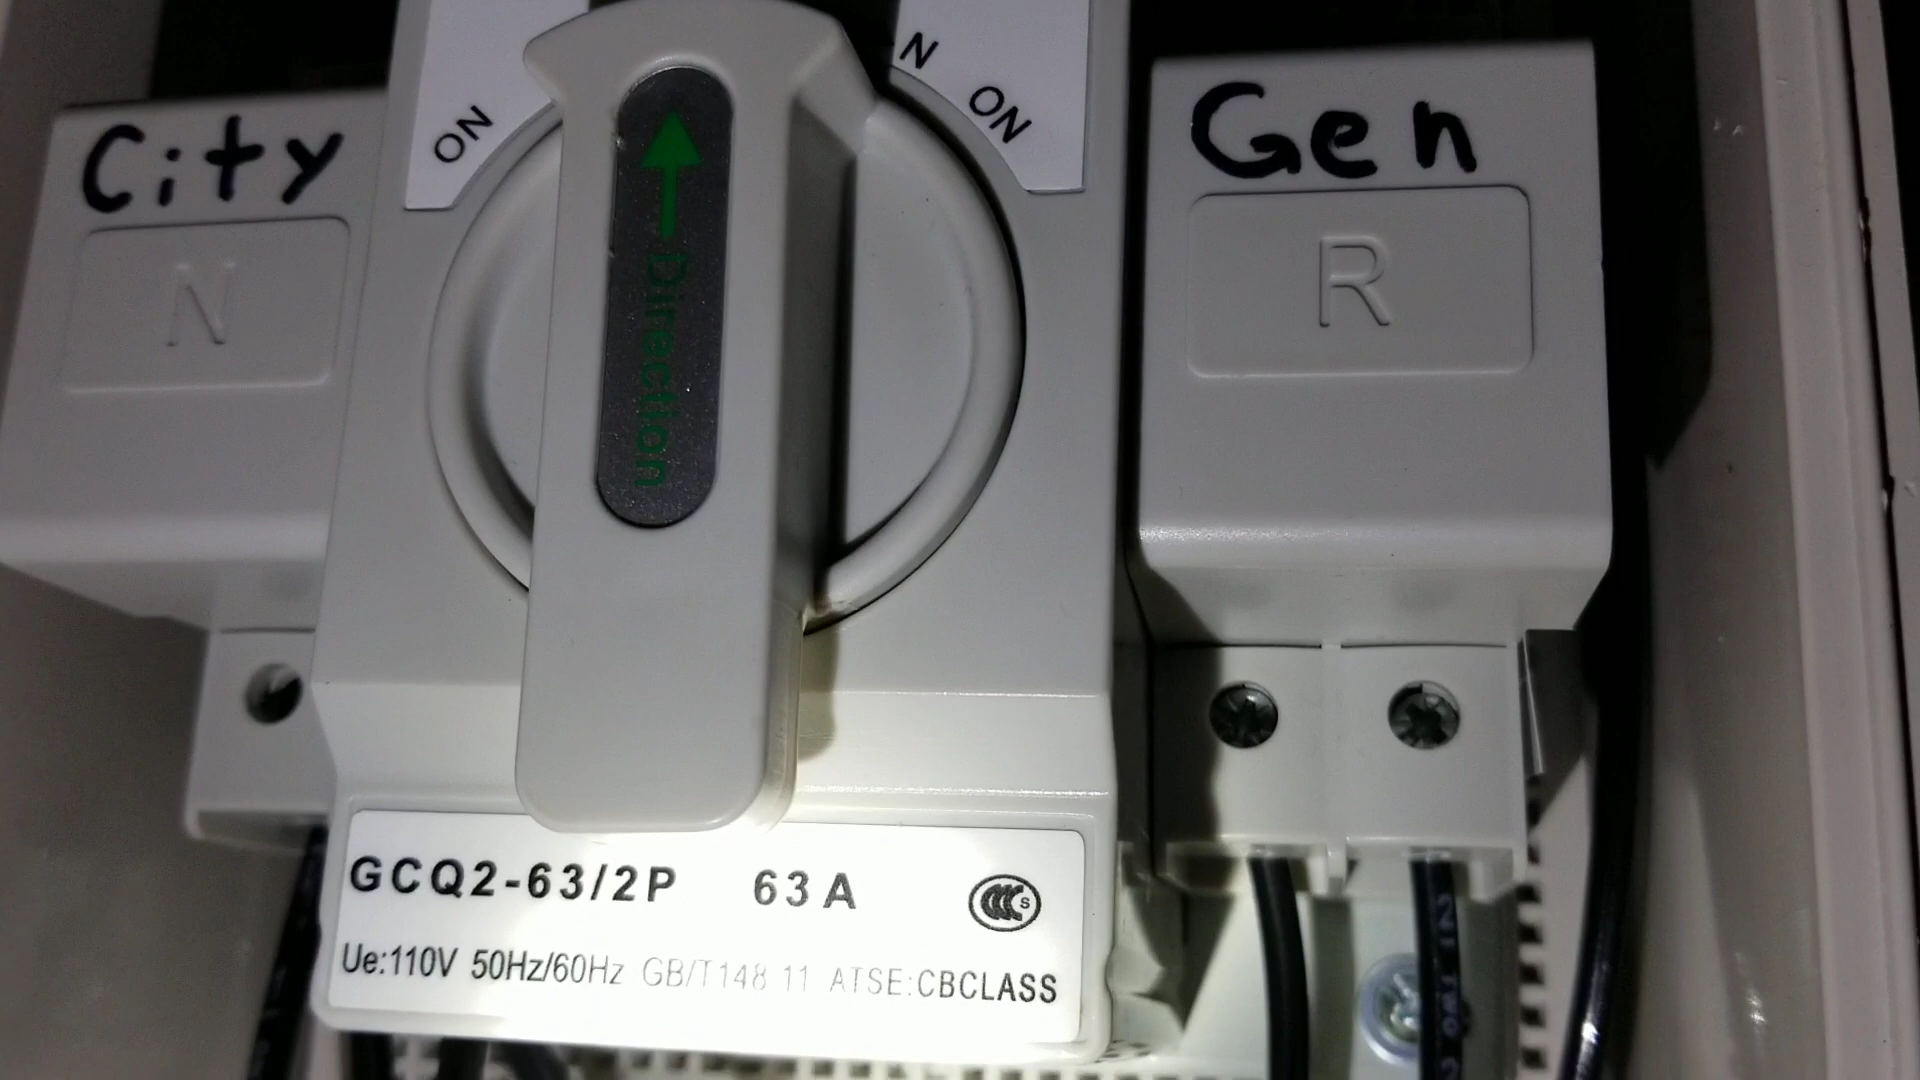 City
Gen
ON
N
ON
N
R
Direction
GCQ2-63/2P 63A
Ue:110V 50Hz/60Hz GB/T148 11 ATSE:CBCLASS